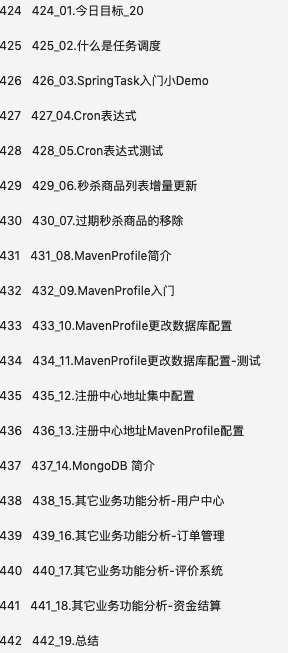 424 424_01.今日目标_20
425 425_02.什么是任务调度
426 426_03.SpringTask入门小Demo
427 427_04.Cron表达式
428 428_05.Cron表达式测试
429 429_06.秒杀商品列表增量更新
430 430_07.过期秒杀商品的移除
431 431_08.MavenProfile简介
432 432_09.MavenProfile入门
433 433_10.MavenProfile更改数据库配置
434 434_11.MavenProfile更改数据库配置-测试
435 435_12.注册中心地址集中配置
436 436_13.注册中心地址MavenProfile配置
437 437_14.MongoDB 简介
438 438_15.其它业务功能分析-用户中心
439 439_16.其它业务功能分析-订单管理
440 440_17.其它业务功能分析-评价系统
441 441_18.其它业务功能分析-资金结算
442 442_19.总结